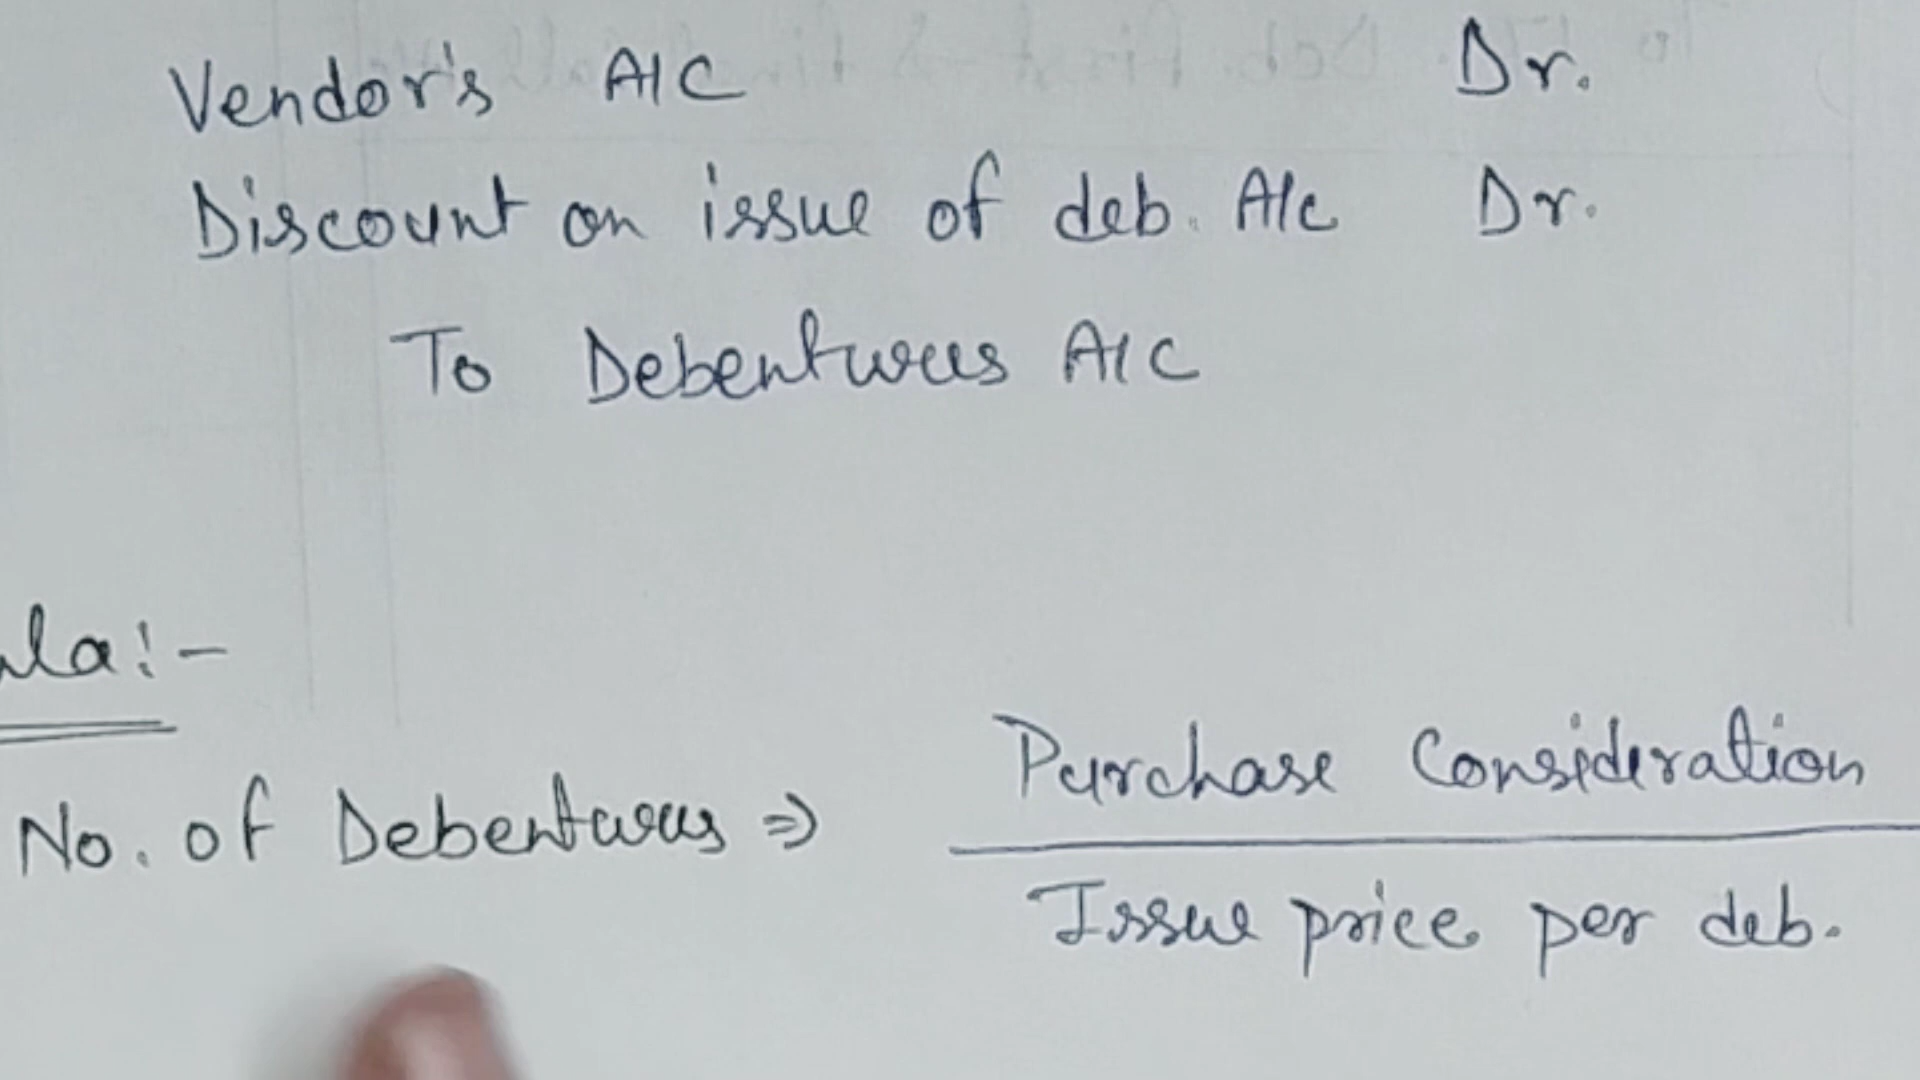 Vendor's A/C Dr.
Discount on issue of deb. A/c Dr.
To Debentures A/C
ula:-
No. of Debentures => Purchase Consideration
Issue price per deb.